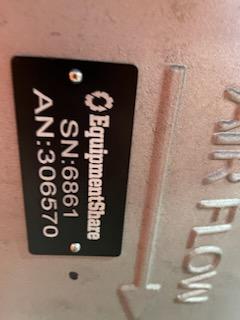 EquipmentShare
SN:6861
AN:306570
AIR FLOW